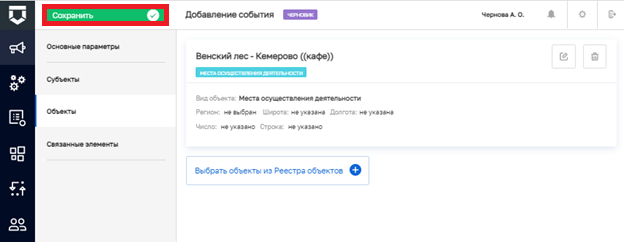 Сохранить
Добавление события ЧЕРНОВИК Чернова А. О.
Основные параметры
Субъекты
Объекты
Связанные элементы
Венский лес - Кемерово ((кафе))
МЕСТА ОСУЩЕСТВЛЕНИЯ ДЕЯТЕЛЬНОСТИ
Вид объекта: Места осуществления деятельности
Регион: не выбран Широта: не указана Долгота: не указана
Число: не указано Строка: не указано
Выбрать объекты из Реестра объектов